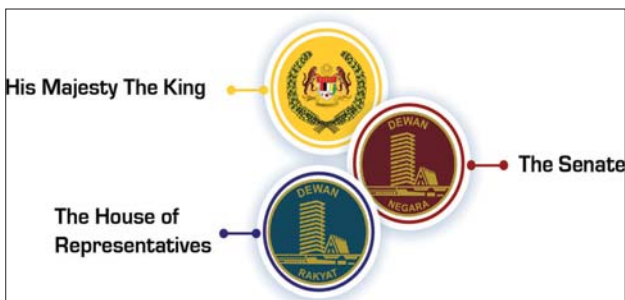 His Majesty The King
DEWAN
NEGARA
The Senate
DEWAN
RAKYAT
The House of
Representatives